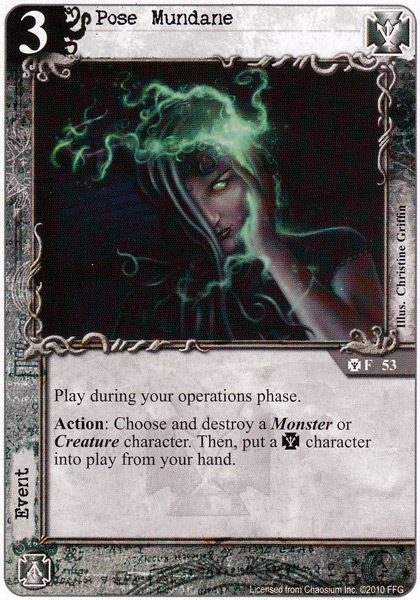 3
Pose Mundane
Illus. Christine Griffin
F 53
Play during your operations phase.
Action: Choose and destroy a Monster or
Creature character. Then, put a character
into play from your hand.
Event
Licensed from Chaosium Inc. ©2010 FFG